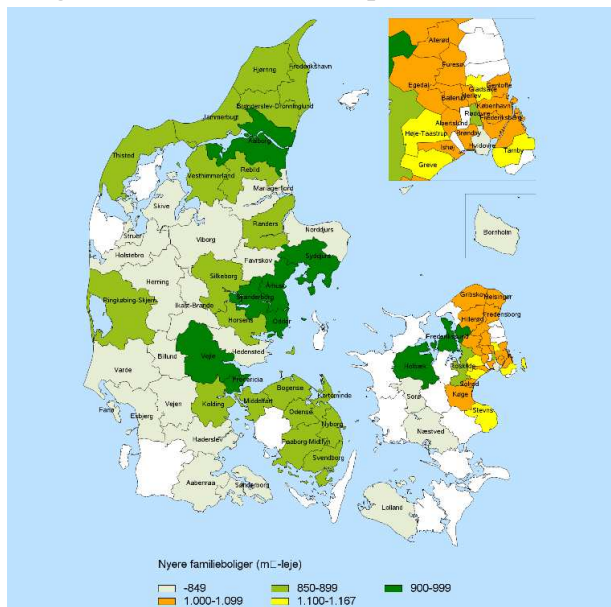 Hjørring
Frederikshavn
Brønderslev-Dronninglund
Jammerbugt
Aalborg
Thisted
Vesthimmerland
Rebild
Mariagerfjord
Skive
Struer
Viborg
Randers
Norddjurs
Holstebro
Favrskov
Syddjurs
Silkeborg
Herning
Århus
Skanderborg
Ringkøbing-Skjern
Ikast-Brande
Odder
Horsens
Hedensted
Billund
Vejle
Varde
Fredericia
Bogense
Kerteminde
Middelfart
Fanø
Vejen
Kolding
Odense
Esbjerg
Nyborg
Faaborg-Midtfyn
Haderslev
Svendborg
Aabenraa
Sønderborg
Allerød
Furesø
Egedal
Gentofte
Gladsaxe
Herlev
Ballerup
København
Rødovre
Frederiksberg
Albertslund
Høje-Taastrup
Brøndby
Hvidovre
Ishøj
Tårnby
Greve
Bornholm
Gribskov
Helsingør
Fredensborg
Hillerød
Frederikssund
Holbæk
Roskilde
Solrød
Sorø
Køge
Stevns
Næstved
Lolland
Nyere familieboliger (m□-leje)
-849
850-899
900-999
1.000-1.099
1.100-1.167